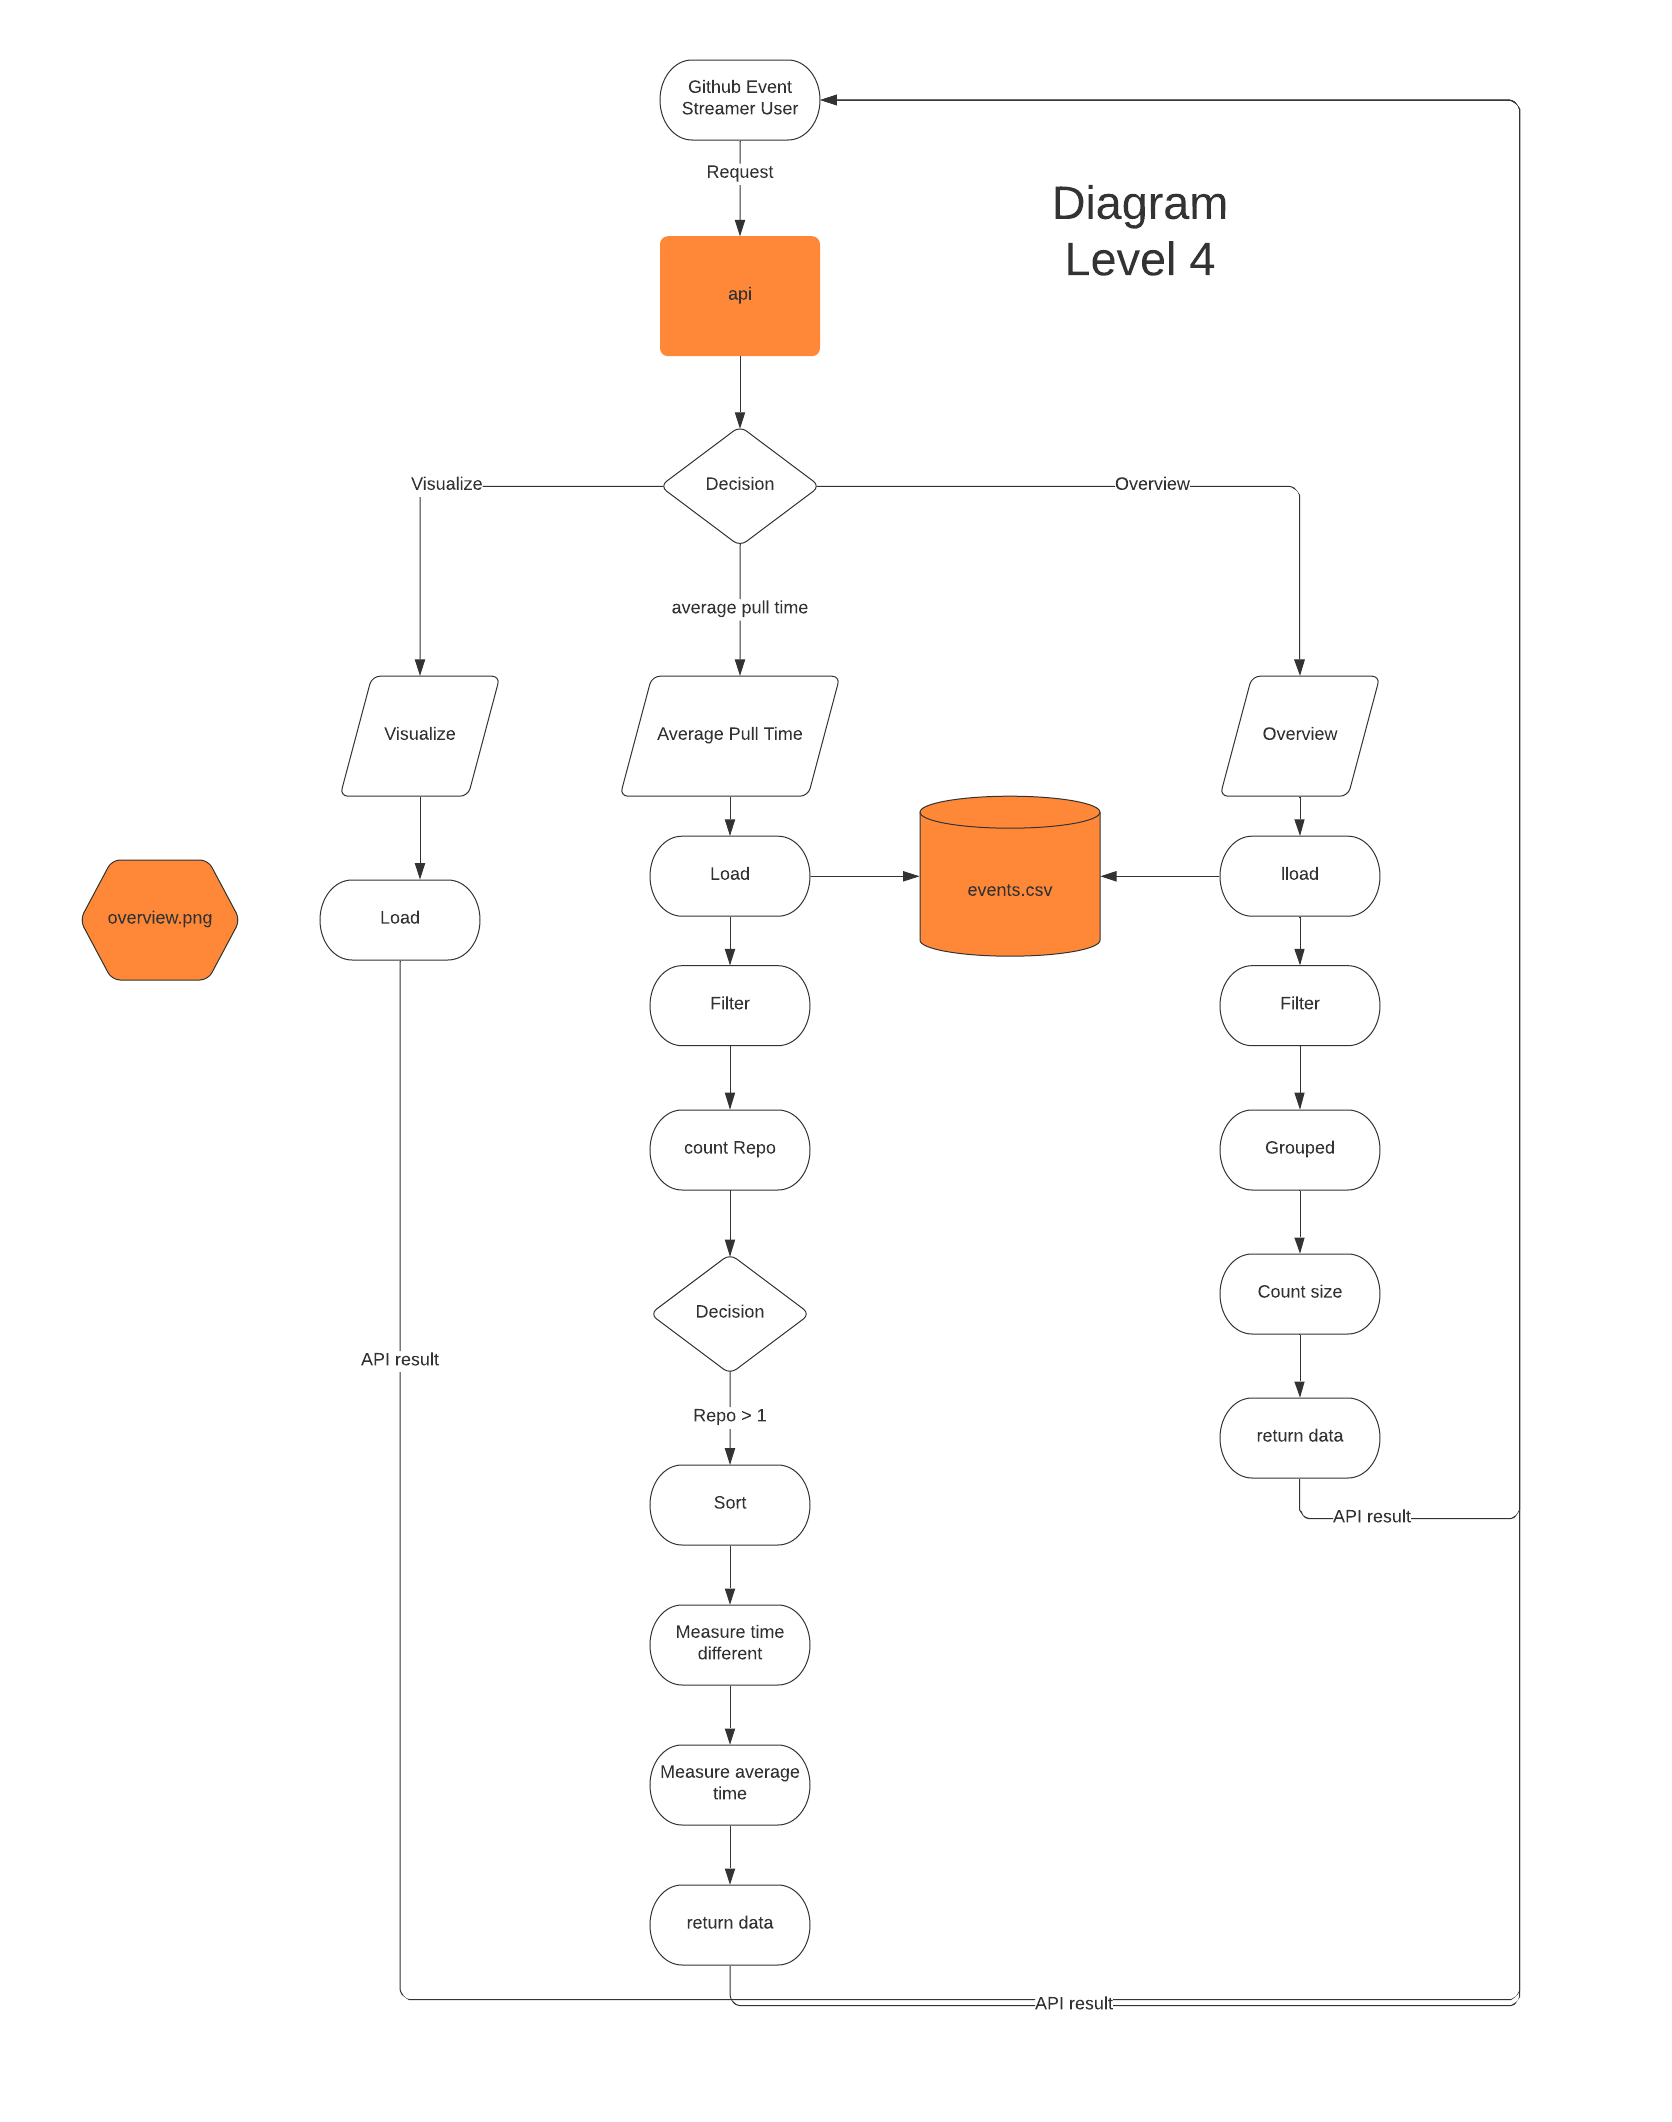 Github Event
Streamer User
Request
Diagram
Level 4
api
Visualize
Decision
Overview
average pull time
Visualize
Average Pull Time
Overview
Load
events.csv
lload
overview.png
Load
Filter
Filter
count Repo
Grouped
Decision
Count size
API result
Repo > 1
return data
Sort
API result
Measure time
different
Measure average
time
return data
API result